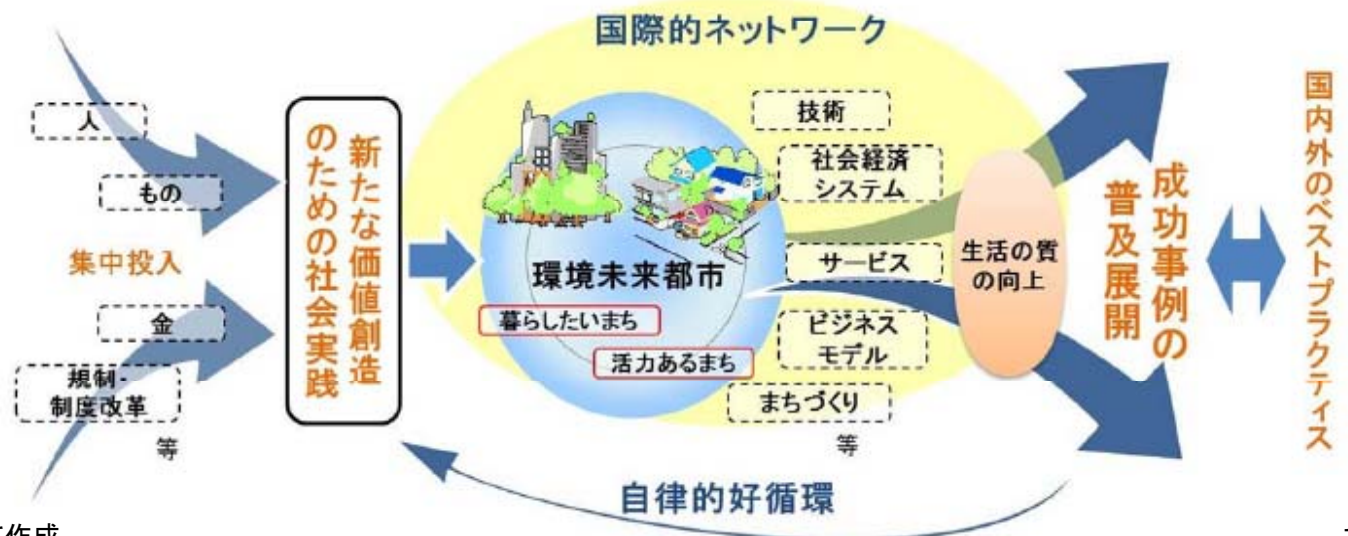 国際的ネットワーク
人
もの
集中投入
金
規制・
制度改革
等
新たな価値創造
のための社会実践
環境未来都市
暮らしたいまち
活力あるまち
技術
社会経済
システム
サービス
ビジネス
モデル
まちづくり
等
生活の質
の向上
成功事例の
普及展開
国内外のベストプラクティス
自律的好循環